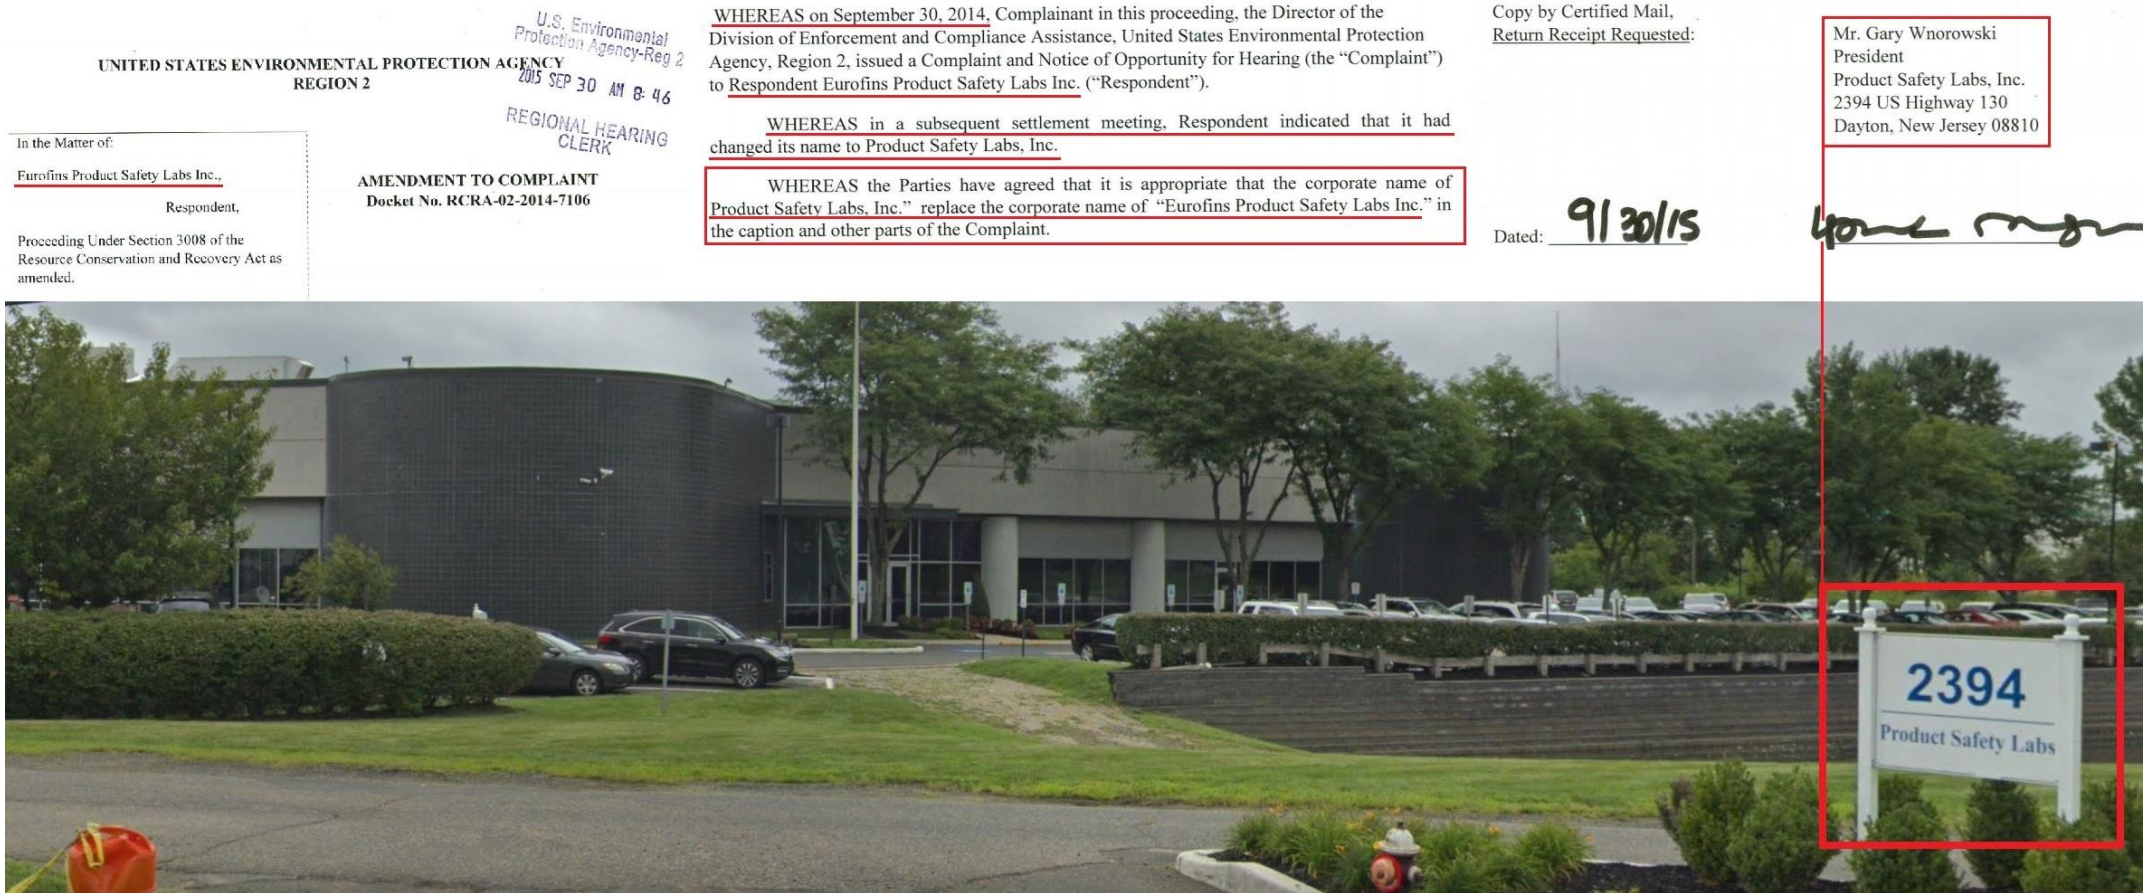 U.S. Environmental
Protection Agency-Reg 2
2015 SEP 30 AM 8: 46
REGIONAL HEARING
CLERK
UNITED STATES ENVIRONMENTAL PROTECTION AGENCY
REGION 2
In the Matter of:
Eurofins Product Safety Labs Inc.,
Respondent,
Proceeding Under Section 3008 of the
Resource Conservation and Recovery Act as
amended.
AMENDMENT TO COMPLAINT
Docket No. RCRA-02-2014-7106
WHEREAS on September 30, 2014, Complainant in this proceeding, the Director of the
Division of Enforcement and Compliance Assistance, United States Environmental Protection
Agency, Region 2, issued a Complaint and Notice of Opportunity for Hearing (the “Complaint”)
to Respondent Eurofins Product Safety Labs Inc. (“Respondent”).
WHEREAS in a subsequent settlement meeting, Respondent indicated that it had
changed its name to Product Safety Labs, Inc.
WHEREAS the Parties have agreed that it is appropriate that the corporate name of
Product Safety Labs, Inc.” replace the corporate name of “Eurofins Product Safety Labs Inc.” in
the caption and other parts of the Complaint.
Copy by Certified Mail,
Return Receipt Requested:
Mr. Gary Wnorowski
President
Product Safety Labs, Inc.
2394 US Highway 130
Dayton, New Jersey 08810
Dated: 9/30/15
2394
Product Safety Labs